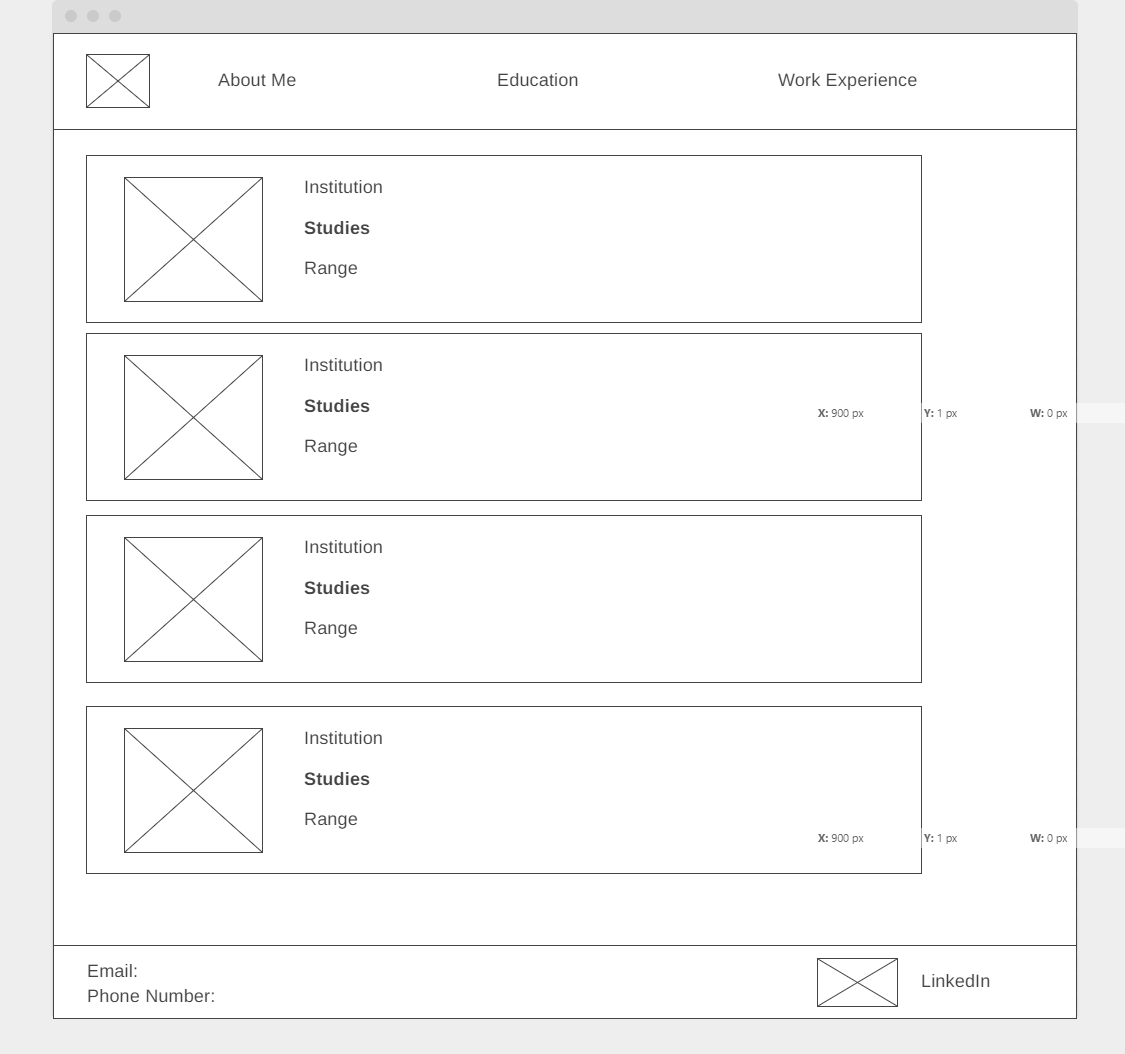 About Me Education Work Experience
Institution
Studies
Range
Institution
Studies
X: 900 px Y: 1 px W: 0 px
Range
Institution
Studies
Range
Institution
Studies
Range
X: 900 px Y: 1 px W: 0 px
Email:
Phone Number:
LinkedIn